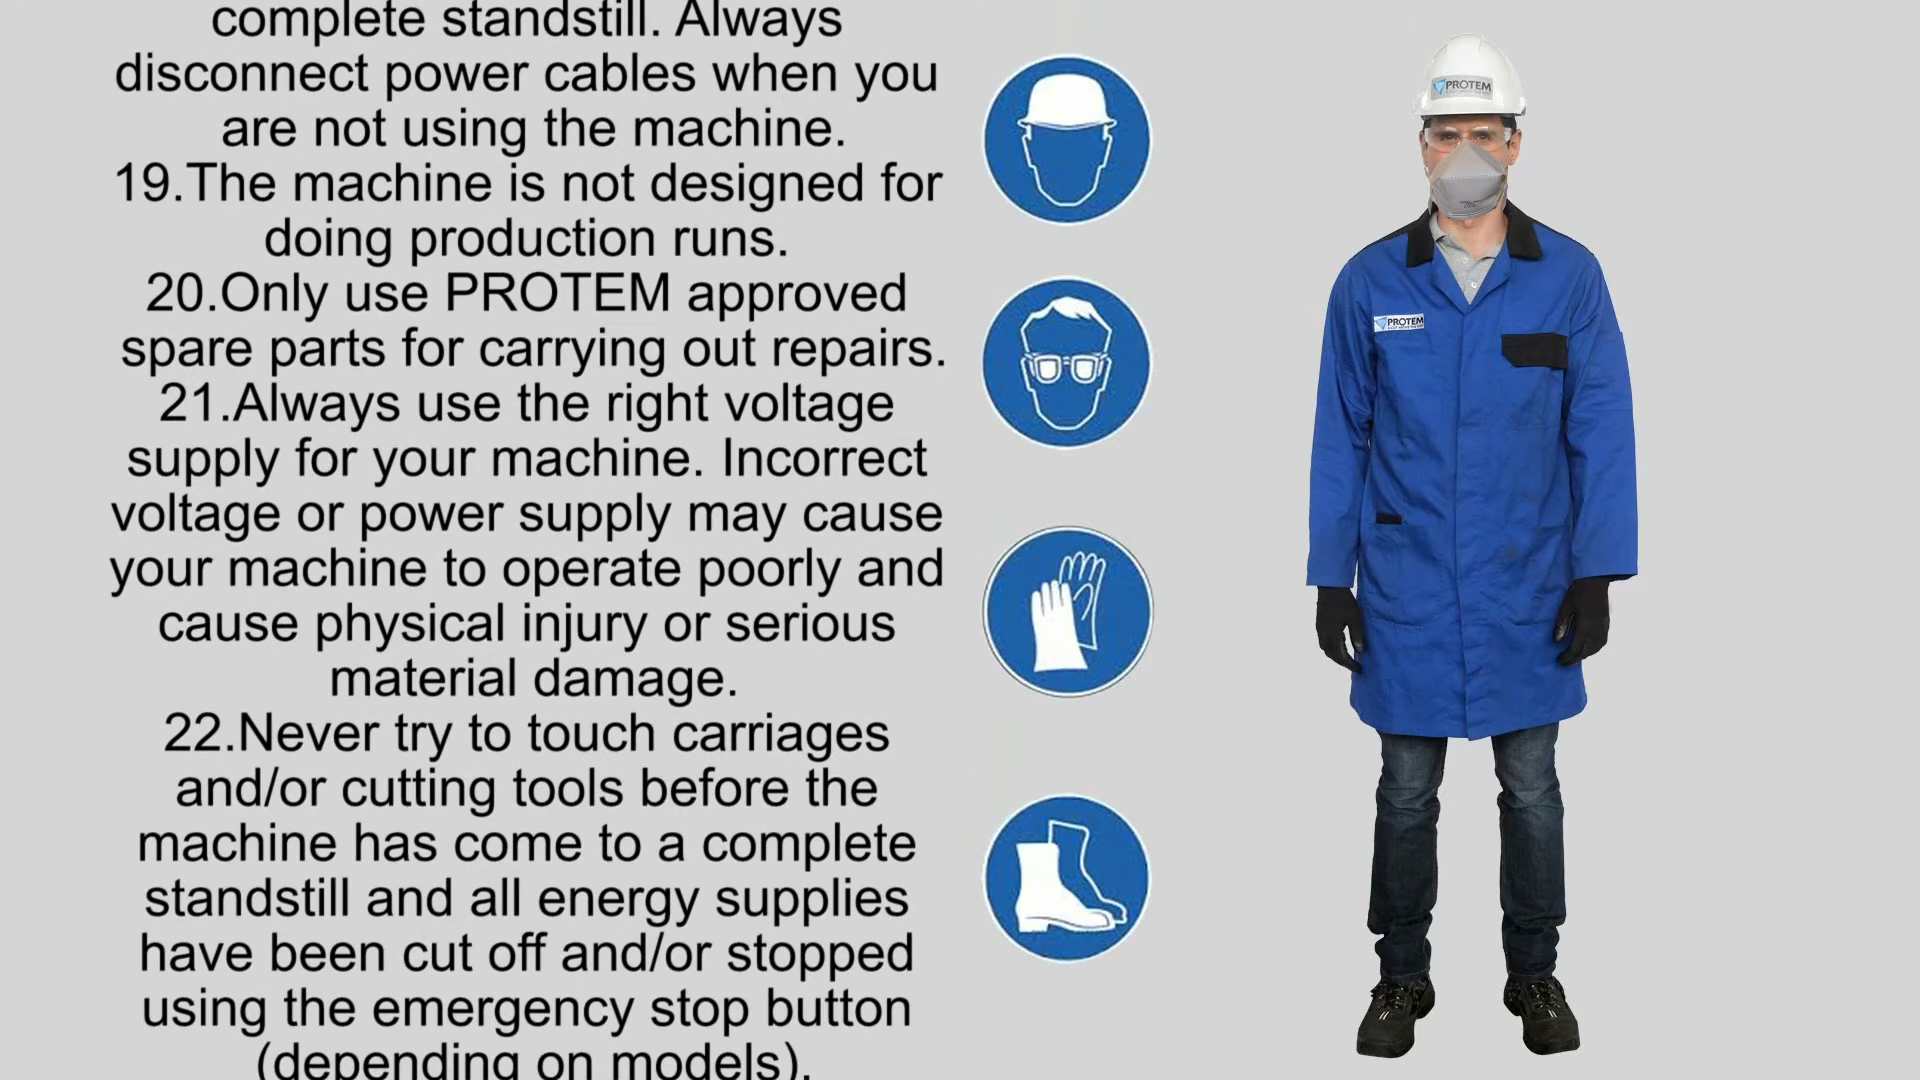 complete standstill. Always
disconnect power cables when you
are not using the machine.
19.The machine is not designed for
doing production runs.
20.Only use PROTEM approved
spare parts for carrying out repairs.
21.Always use the right voltage
supply for your machine. Incorrect
voltage or power supply may cause
your machine to operate poorly and
cause physical injury or serious
material damage.
22.Never try to touch carriages
and/or cutting tools before the
machine has come to a complete
standstill and all energy supplies
have been cut off and/or stopped
using the emergency stop button
(depending on models).
PROTEM
PROTEM